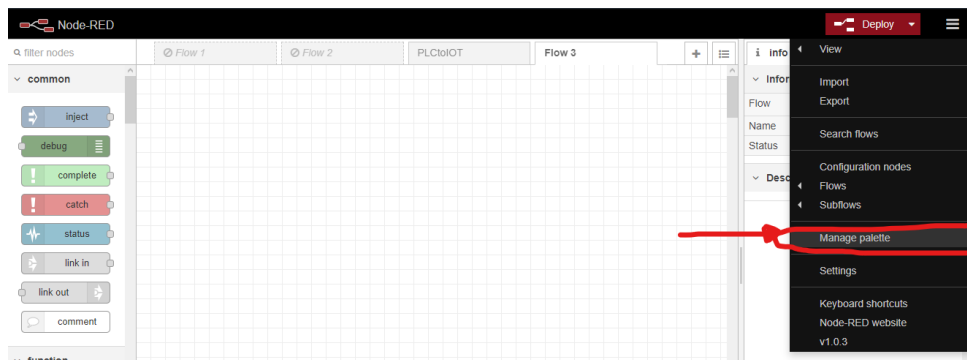 Node-RED
Deploy
filter nodes
Flow 1
Flow 2
PLCtoIOT
Flow 3
i info
View
common
Infor
Import
Flow
Export
inject
Name
Search flows
debug
Status
complete
Configuration nodes
Desc
Flows
catch
Subflows
status
Manage palette
link in
Settings
link out
Keyboard shortcuts
comment
Node-RED website
v1.0.3
function